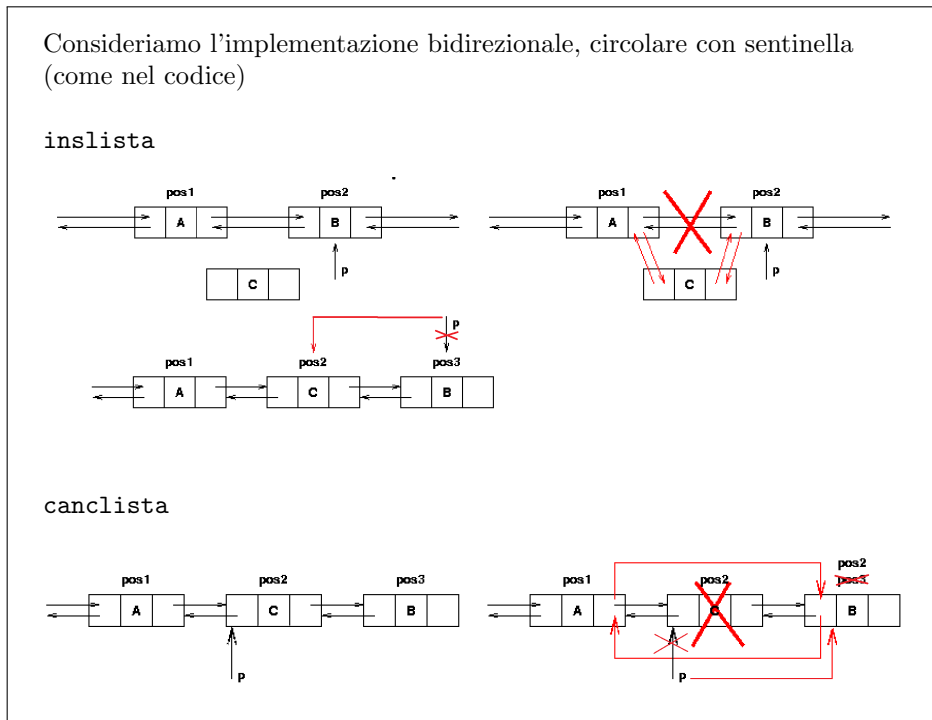 Consideriamo l'implementazione bidirezionale, circolare con sentinella
(come nel codice)
inslista
pos1 pos2
A B
C
p
pos1 pos2
A B
C
p
p
pos1 pos2 pos3
A C B
canclista
pos1 pos2 pos3
A C B
p
pos2
pos1 pos2 pos3
A C B
p